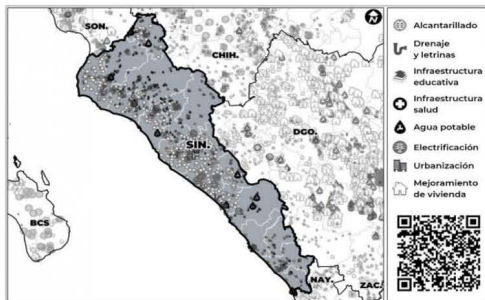 SON.
CHIH.
SIN.
DGO.
BCS
NAY.
ZAC.
Alcantarillado
Drenaje
y letrinas
Infraestructura
educativa
Infraestructura
salud
Agua potable
Electrificación
Urbanización
Mejoramiento
de vivienda